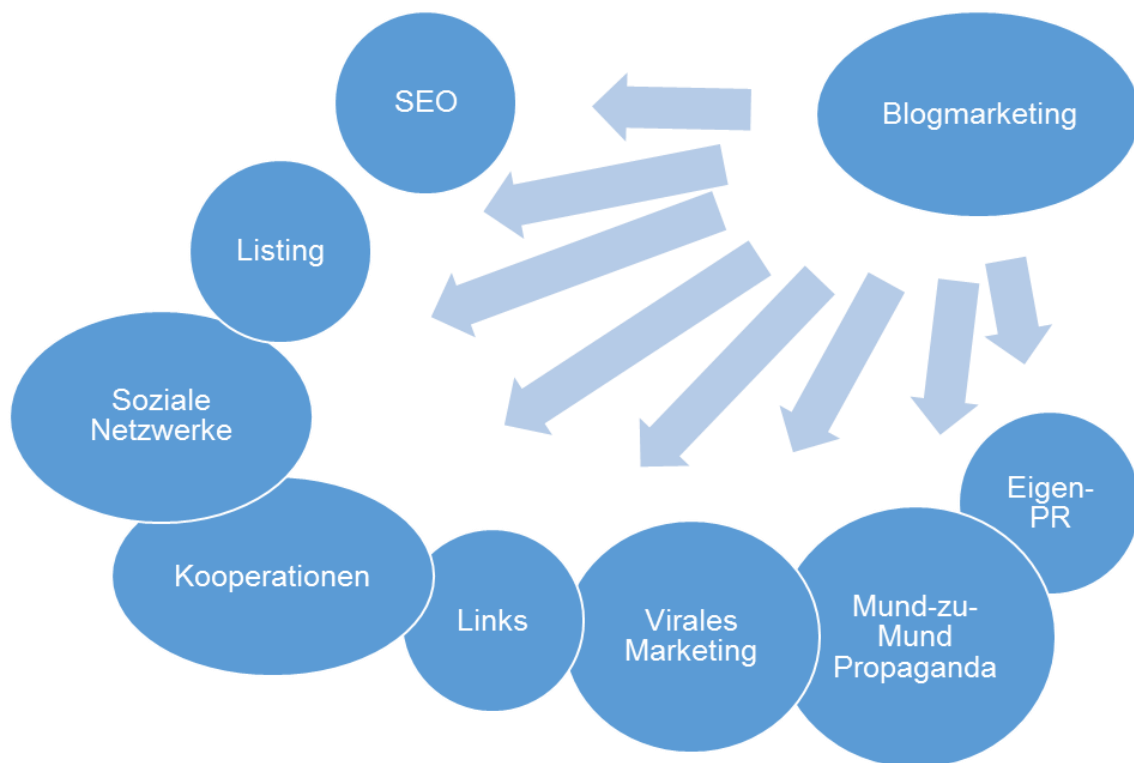 SEO
Blogmarketing
Listing
Soziale
Netzwerke
Eigen-
PR
Kooperationen
Links
Virales
Marketing
Mund-zu-
Mund
Propaganda